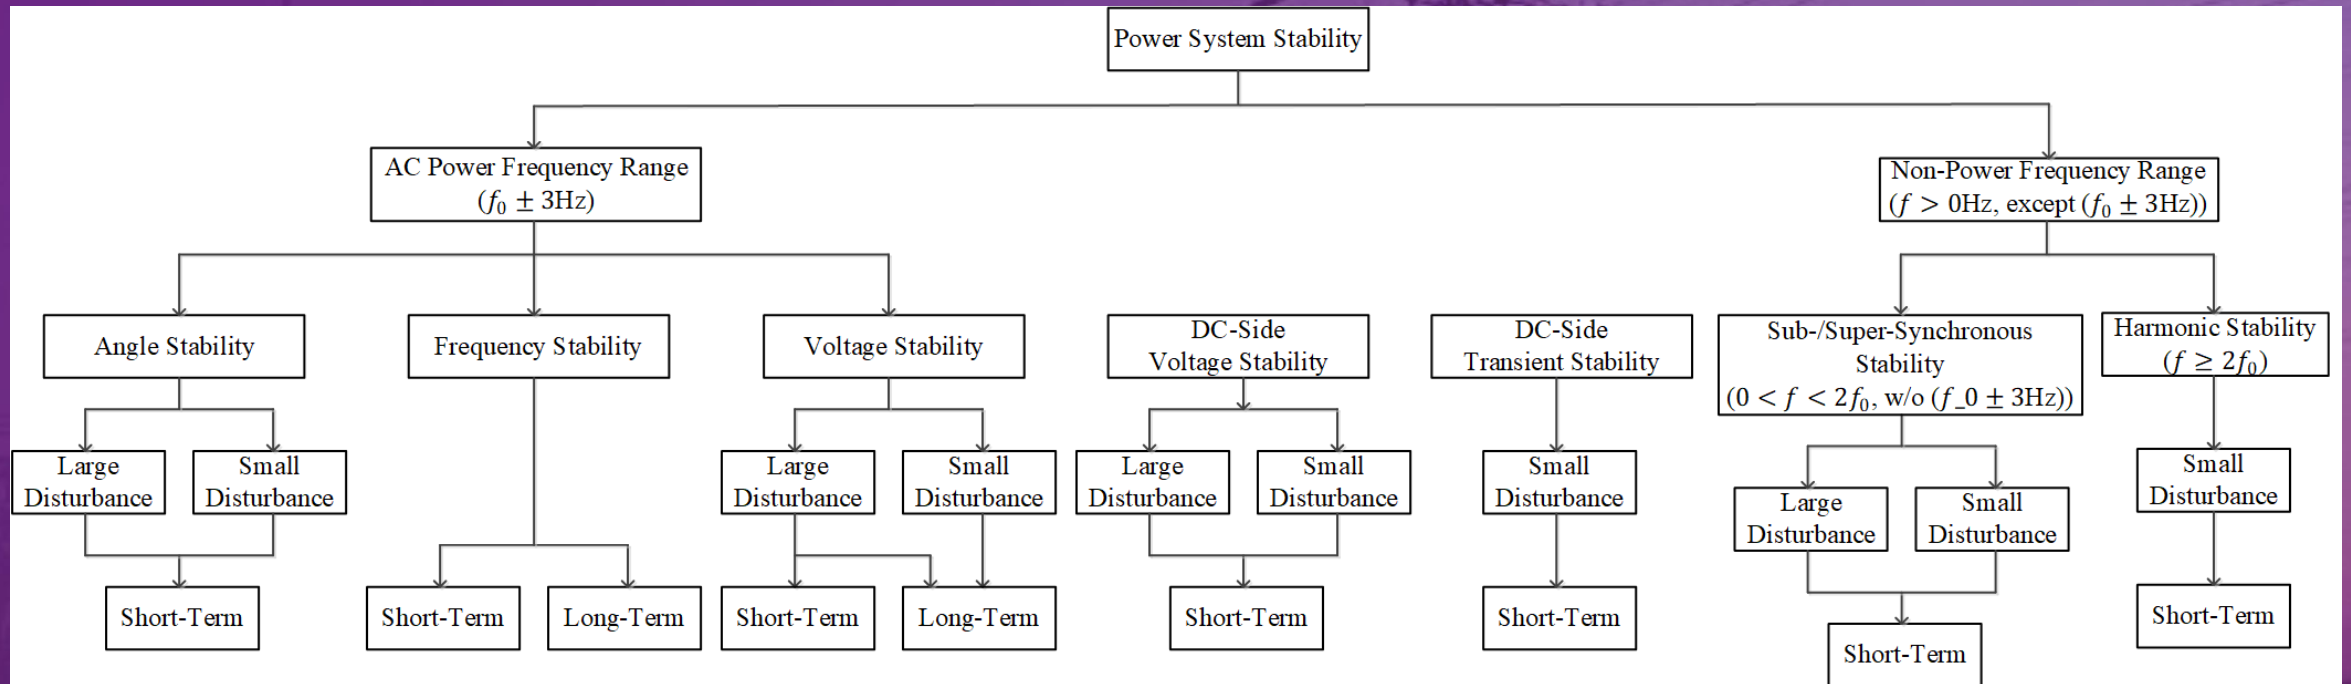 Power System Stability
AC Power Frequency Range
(f₀ ± 3Hz)
Non-Power Frequency Range
(f > 0Hz, except (f₀ ± 3Hz))
Angle Stability
Frequency Stability
Voltage Stability
DC-Side
Voltage Stability
DC-Side
Transient Stability
Sub-/Super-Synchronous
Stability
(0 < f < 2f₀, w/o (f_0 ± 3Hz))
Harmonic Stability
(f ≥ 2f₀)
Large
Disturbance
Small
Disturbance
Large
Disturbance
Small
Disturbance
Large
Disturbance
Small
Disturbance
Small
Disturbance
Large
Disturbance
Small
Disturbance
Small
Disturbance
Short-Term
Short-Term
Long-Term
Short-Term
Long-Term
Short-Term
Short-Term
Short-Term
Short-Term